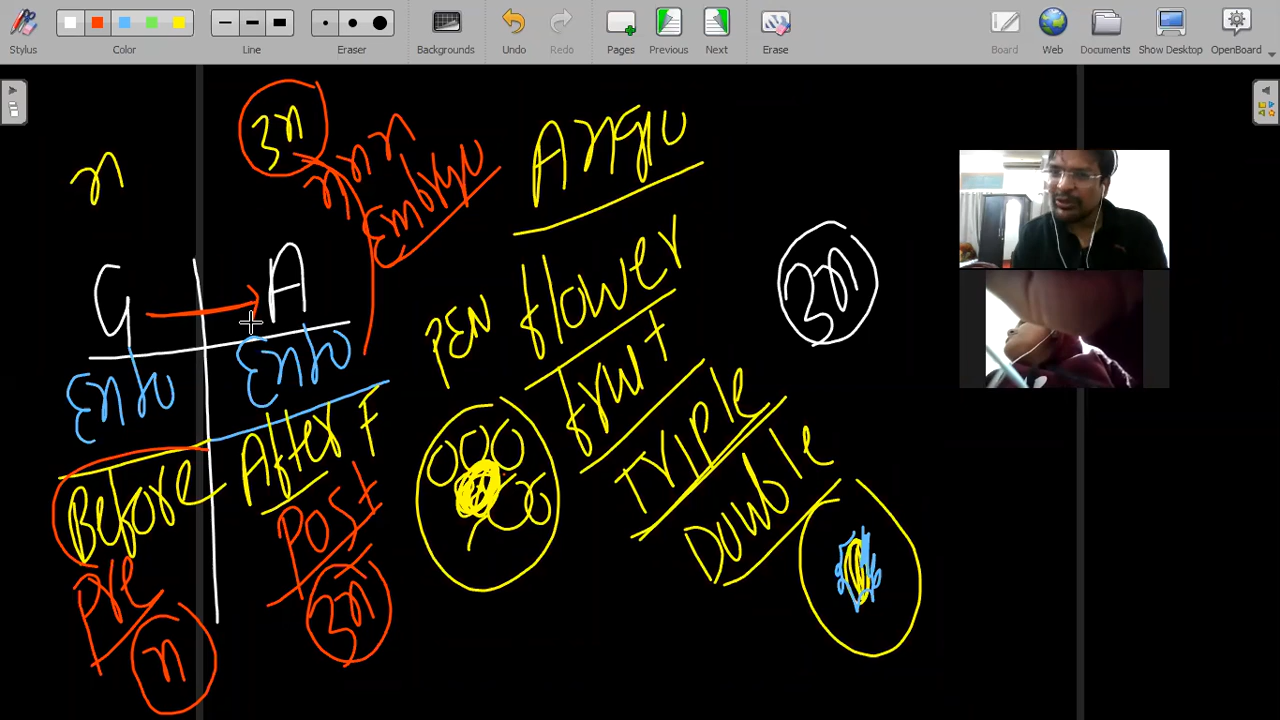 Stylus
Color
Line
Eraser
Backgrounds
Undo
Redo
Pages
Previous
Next
Erase
Board
Web
Documents
Show Desktop
OpenBoard
n
3n
n n n
Embryo
Angio
G
A
Endo
Endo
Before
After F
Pre
Post
n
3n
PEN
flower
fruit
TRIPLE
Double
3n